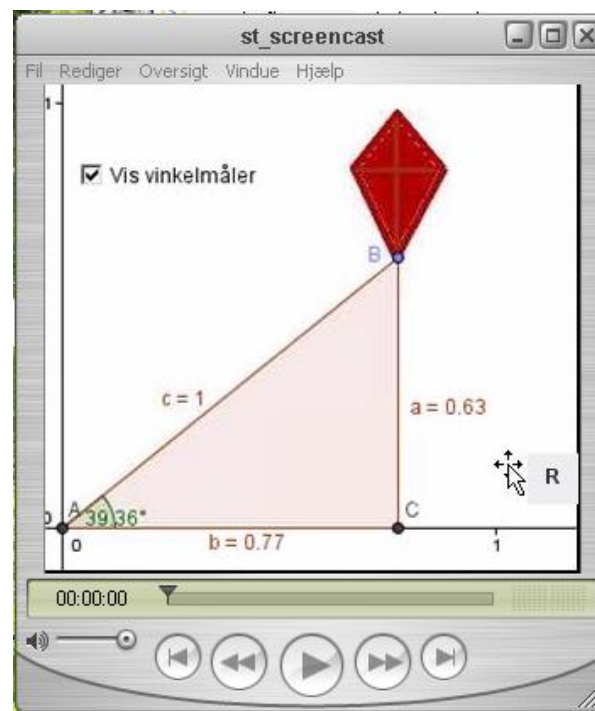 st_screencast
Fil Rediger Oversigt Vindue Hjælp
1
Vis vinkelmåler
B
c = 1
a = 0.63
R
A
39.36°
C
0
b = 0.77
1
00:00:00